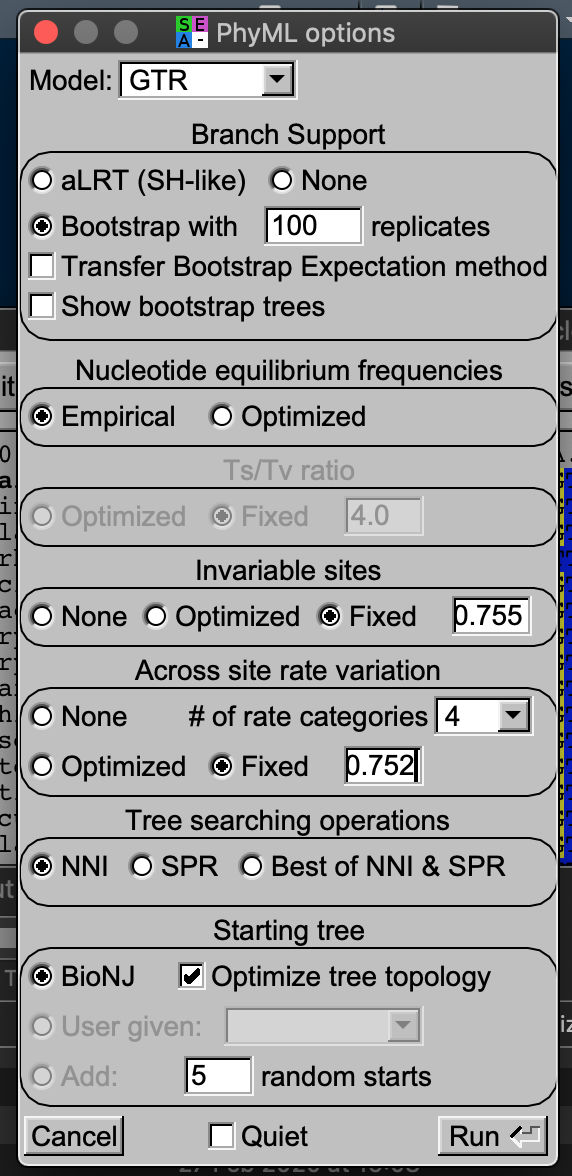 SE
A-
PhyML options
Model: GTR
Branch Support
aLRT (SH-like) None
Bootstrap with 100 replicates
Transfer Bootstrap Expectation method
Show bootstrap trees
Nucleotide equilibrium frequencies
Empirical Optimized
Ts/Tv ratio
Optimized Fixed 4.0
Invariable sites
None Optimized Fixed 0.755
Across site rate variation
None # of rate categories 4
Optimized Fixed 0.752
Tree searching operations
NNI SPR Best of NNI & SPR
Starting tree
BioNJ Optimize tree topology
User given:
Add: 5 random starts
Cancel Quiet Run